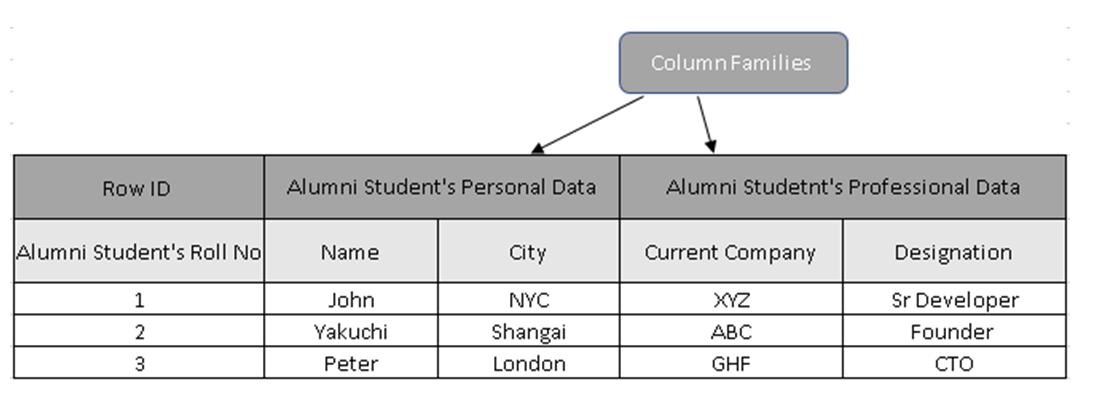 Column Families
Row ID Alumni Student's Personal Data Alumni Studetnt's Professional Data
Alumni Student's Roll No Name City Current Company Designation
1 John NYC XYZ Sr Developer
2 Yakuchi Shangai ABC Founder
3 Peter London GHF CTO